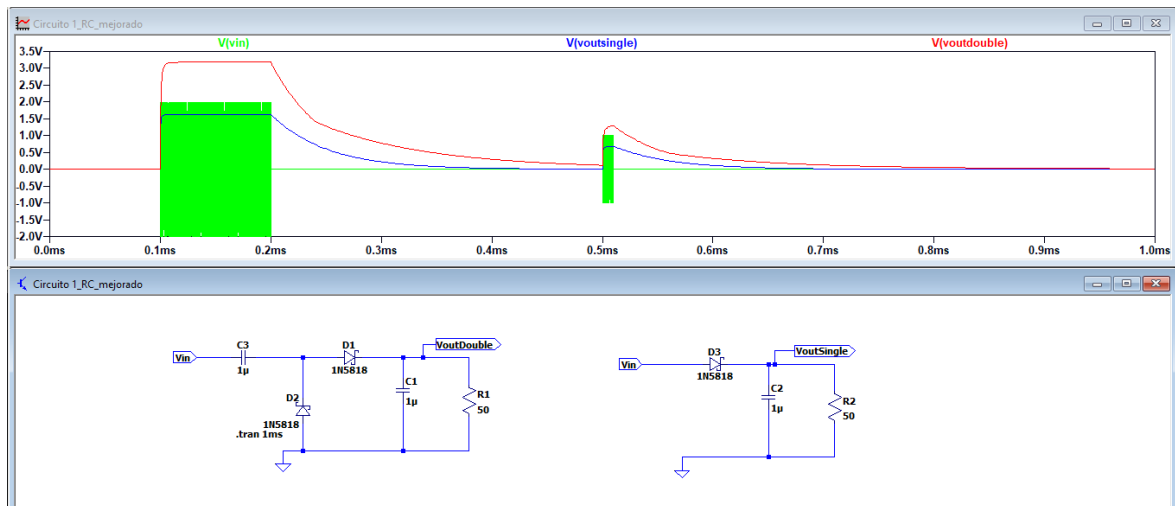 Circuito 1_RC_mejorado
V(vin) V(voutsingle) V(voutdouble)
3.5V
3.0V
2.5V
2.0V
1.5V
1.0V
0.5V
0.0V
-0.5V
-1.0V
-1.5V
-2.0V
0.0ms 0.1ms 0.2ms 0.3ms 0.4ms 0.5ms 0.6ms 0.7ms 0.8ms 0.9ms 1.0ms
Circuito 1_RC_mejorado
Vin
C3
1µ
D1
1N5818
VoutDouble
D2
1N5818
.tran 1ms
C1
1µ
R1
50
Vin
D3
1N5818
VoutSingle
C2
1µ
R2
50